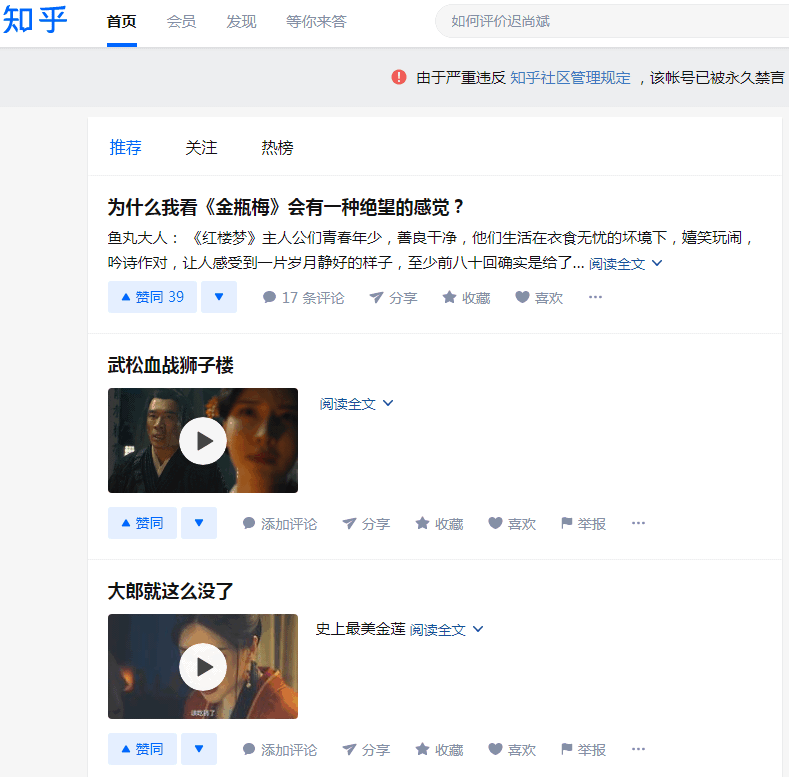 知乎
首页 会员 发现 等你来答 如何评价迟尚斌
由于严重违反 知乎社区管理规定 ，该帐号已被永久禁言
推荐 关注 热榜
为什么我看《金瓶梅》会有一种绝望的感觉？
鱼丸大人： 《红楼梦》主人公们青春年少，善良干净，他们生活在衣食无忧的坏境下，嬉笑玩闹，
吟诗作对，让人感受到一片岁月静好的样子，至少前八十回确实是给了... 阅读全文
赞同 39 17 条评论 分享 收藏 喜欢
武松血战狮子楼
阅读全文
赞同 添加评论 分享 收藏 喜欢 举报
大郎就这么没了
史上最美金莲 阅读全文
该吃药了
赞同 添加评论 分享 收藏 喜欢 举报